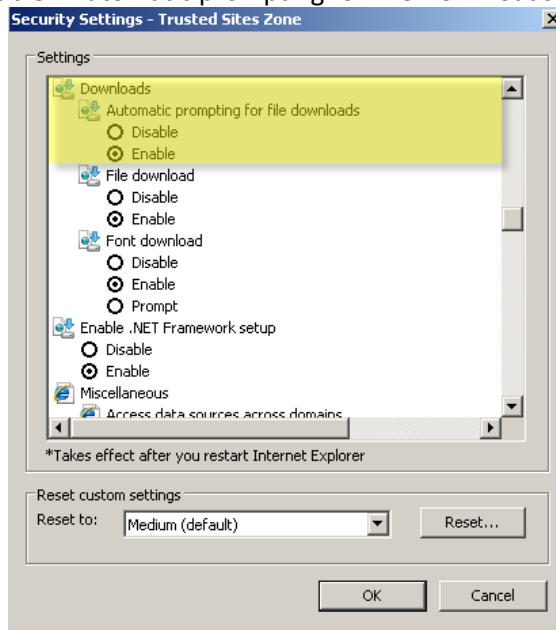 Security Settings - Trusted Sites Zone
Settings
Downloads
Automatic prompting for file downloads
Disable
Enable
File download
Disable
Enable
Font download
Disable
Enable
Prompt
Enable .NET Framework setup
Disable
Enable
Miscellaneous
Access data sources across domains
*Takes effect after you restart Internet Explorer
Reset custom settings
Reset to: Medium (default) Reset...
OK Cancel